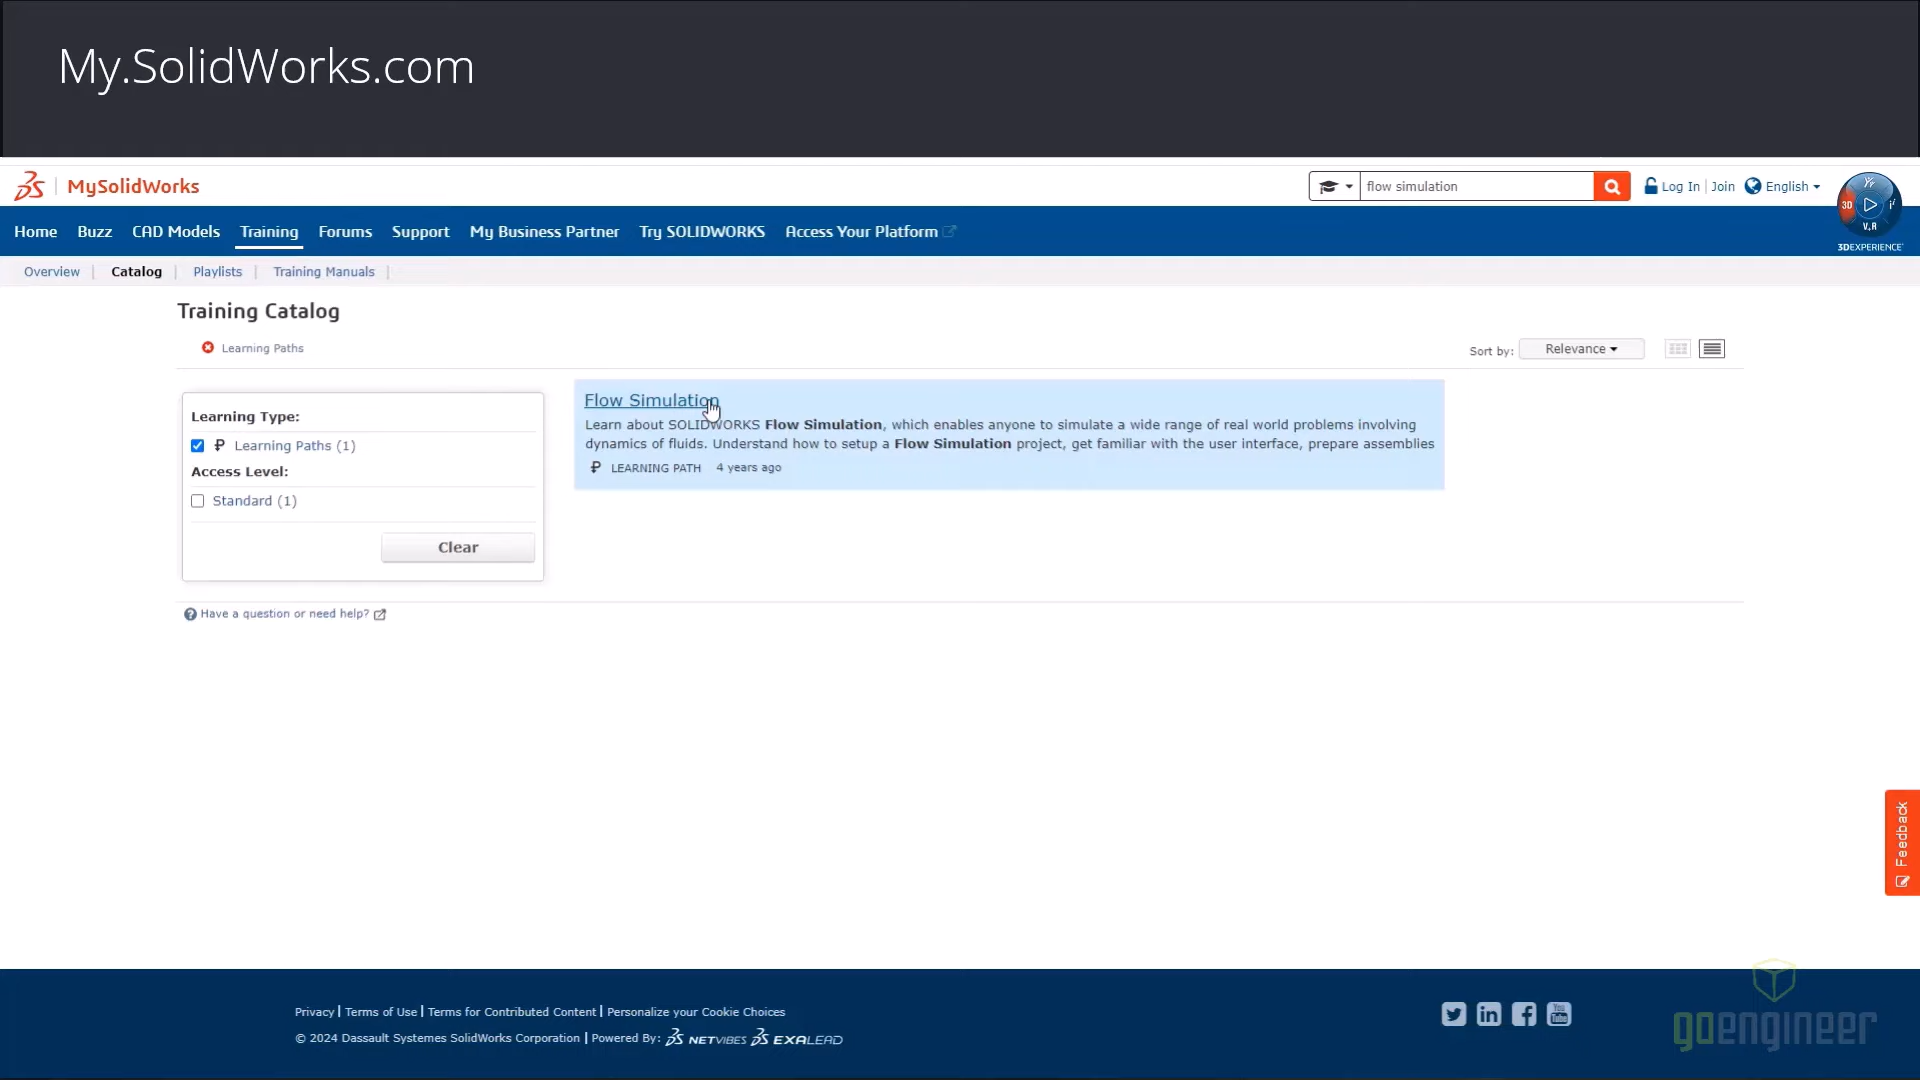 My.SolidWorks.com
MySolidWorks
flow simulation
Log In | Join
English
3D
V.R
3DEXPERIENCE
Home
Buzz
CAD Models
Training
Forums
Support
My Business Partner
Try SOLIDWORKS
Access Your Platform
Overview | Catalog | Playlists | Training Manuals |
Training Catalog
Learning Paths
Sort by: Relevance
Learning Type:
Learning Paths (1)
Access Level:
Standard (1)
Clear
Flow Simulation
Learn about SOLIDWORKS Flow Simulation, which enables anyone to simulate a wide range of real world problems involving
dynamics of fluids. Understand how to setup a Flow Simulation project, get familiar with the user interface, prepare assemblies
LEARNING PATH 4 years ago
Have a question or need help?
Feedback
Privacy | Terms of Use | Terms for Contributed Content | Personalize your Cookie Choices
© 2024 Dassault Systemes SolidWorks Corporation | Powered By: NETVIBES EXALEAD
You Tube
goengineer